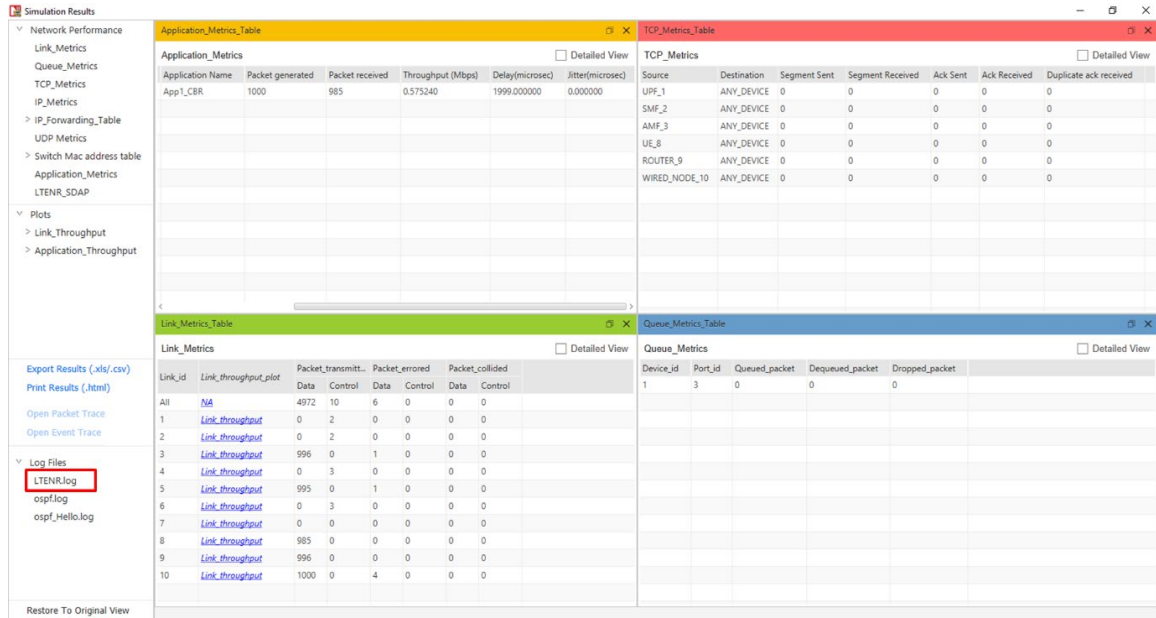 Simulation Results
Network Performance
Link_Metrics
Queue_Metrics
TCP_Metrics
IP_Metrics
IP_Forwarding_Table
UDP Metrics
Switch Mac address table
Application_Metrics
LTENR_SDAP
Plots
Link_Throughput
Application_Throughput
Export Results (.xls/.csv)
Print Results (.html)
Open Packet Trace
Open Event Trace
Log Files
LTENR.log
ospf.log
ospf_Hello.log
Restore To Original View
Application_Metrics_Table
Application_Metrics Detailed View
Application Name Packet generated Packet received Throughput (Mbps) Delay(microsec) Jitter(microsec)
App1_CBR 1000 985 0.575240 1999.000000 0.000000
TCP_Metrics_Table
TCP_Metrics Detailed View
Source Destination Segment Sent Segment Received Ack Sent Ack Received Duplicate ack received
UPF_1 ANY_DEVICE 0 0 0 0 0
SMF_2 ANY_DEVICE 0 0 0 0 0
AMF_3 ANY_DEVICE 0 0 0 0 0
UE_8 ANY_DEVICE 0 0 0 0 0
ROUTER_9 ANY_DEVICE 0 0 0 0 0
WIRED_NODE_10 ANY_DEVICE 0 0 0 0 0
Link_Metrics_Table
Link_Metrics Detailed View
Link_id Link_throughput_plot Packet_transmitt... Packet_errored Packet_collided
Data Control Data Control Data Control
All NA 4972 10 6 0 0 0
1 Link_throughput 0 2 0 0 0 0
2 Link_throughput 0 2 0 0 0 0
3 Link_throughput 996 0 1 0 0 0
4 Link_throughput 0 3 0 0 0 0
5 Link_throughput 995 0 1 0 0 0
6 Link_throughput 0 3 0 0 0 0
7 Link_throughput 0 0 0 0 0 0
8 Link_throughput 985 0 0 0 0 0
9 Link_throughput 996 0 0 0 0 0
10 Link_throughput 1000 0 4 0 0 0
Queue_Metrics_Table
Queue_Metrics Detailed View
Device_id Port_id Queued_packet Dequeued_packet Dropped_packet
1 3 0 0 0